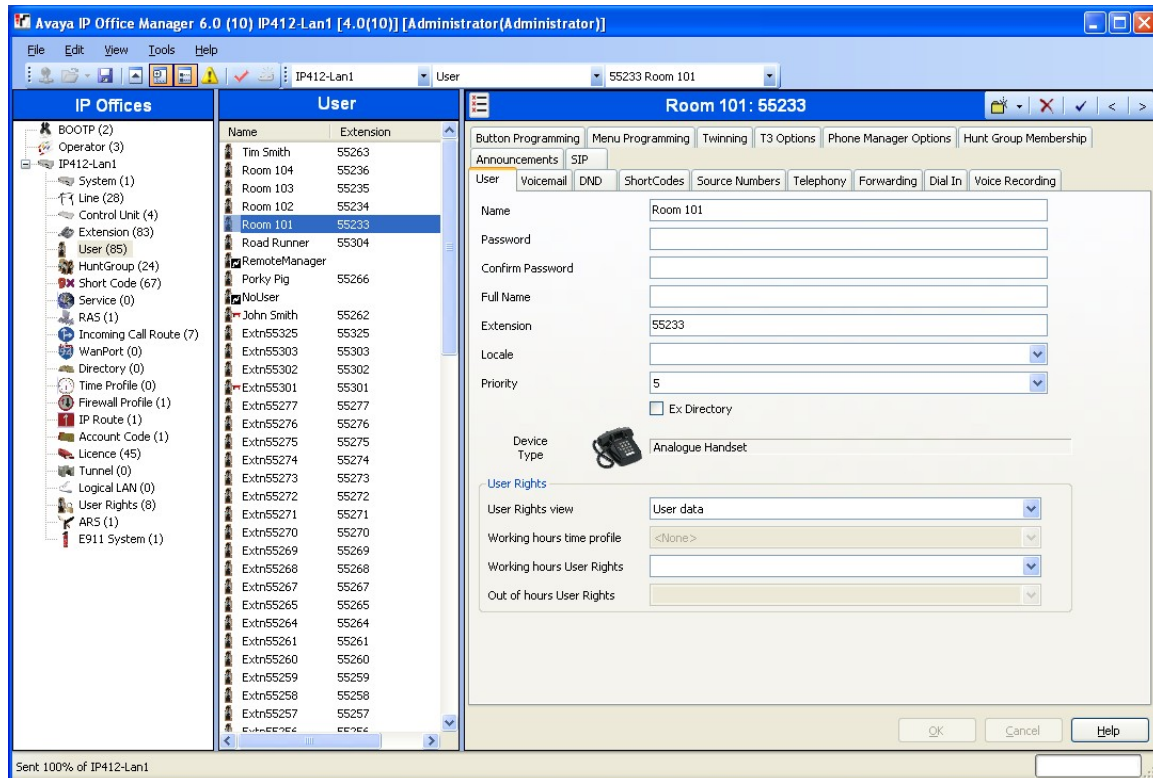 Avaya IP Office Manager 6.0 (10) IP412-Lan1 [4.0(10)] [Administrator(Administrator)]
File Edit View Tools Help
IP412-Lan1 User 55233 Room 101
IP Offices
BOOTP (2)
Operator (3)
IP412-Lan1
System (1)
Line (28)
Control Unit (4)
Extension (83)
User (85)
HuntGroup (24)
Short Code (67)
Service (0)
RAS (1)
Incoming Call Route (7)
WanPort (0)
Directory (0)
Time Profile (0)
Firewall Profile (1)
IP Route (1)
Account Code (1)
Licence (45)
Tunnel (0)
Logical LAN (0)
User Rights (8)
ARS (1)
E911 System (1)
User
Name Extension
Tim Smith 55263
Room 104 55236
Room 103 55235
Room 102 55234
Room 101 55233
Road Runner 55304
RemoteManager
Porky Pig 55266
NoUser
John Smith 55262
Extn55325 55325
Extn55303 55303
Extn55302 55302
Extn55301 55301
Extn55277 55277
Extn55276 55276
Extn55275 55275
Extn55274 55274
Extn55273 55273
Extn55272 55272
Extn55271 55271
Extn55270 55270
Extn55269 55269
Extn55268 55268
Extn55267 55267
Extn55265 55265
Extn55264 55264
Extn55261 55261
Extn55260 55260
Extn55259 55259
Extn55258 55258
Extn55257 55257
Room 101: 55233
Button Programming Menu Programming Twinning T3 Options Phone Manager Options Hunt Group Membership
Announcements SIP
User Voicemail DND ShortCodes Source Numbers Telephony Forwarding Dial In Voice Recording
Name Room 101
Password
Confirm Password
Full Name
Extension 55233
Locale
Priority 5
Ex Directory
Device Type Analogue Handset
User Rights
User Rights view User data
Working hours time profile <None>
Working hours User Rights
Out of hours User Rights
OK Cancel Help
Sent 100% of IP412-Lan1